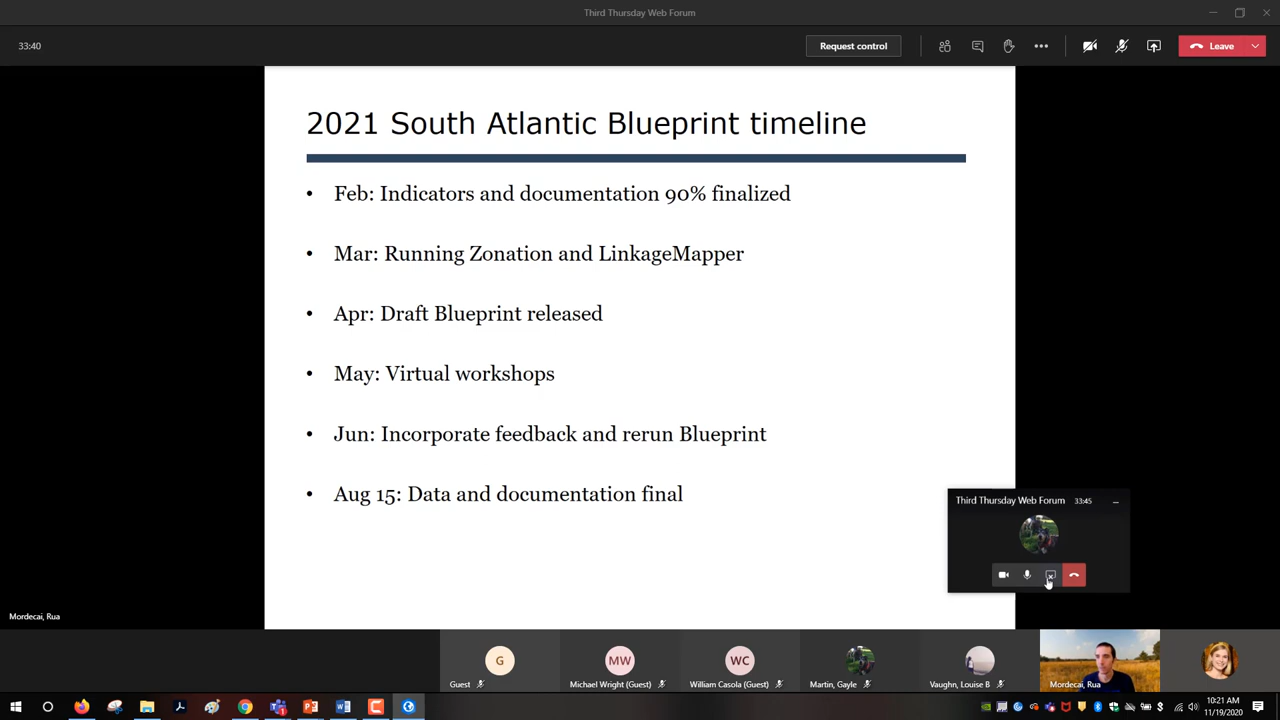 Third Thursday Web Forum
33:40
Request control
Leave
2021 South Atlantic Blueprint timeline
• Feb: Indicators and documentation 90% finalized
• Mar: Running Zonation and LinkageMapper
• Apr: Draft Blueprint released
• May: Virtual workshops
• Jun: Incorporate feedback and rerun Blueprint
• Aug 15: Data and documentation final
Third Thursday Web Forum 33:45
Mordecai, Rua
G
MW
WC
Guest
Michael Wright (Guest)
William Casola (Guest)
Martin, Gayle
Vaughn, Louise B
Mordecai, Rua
10:21 AM
11/19/2020